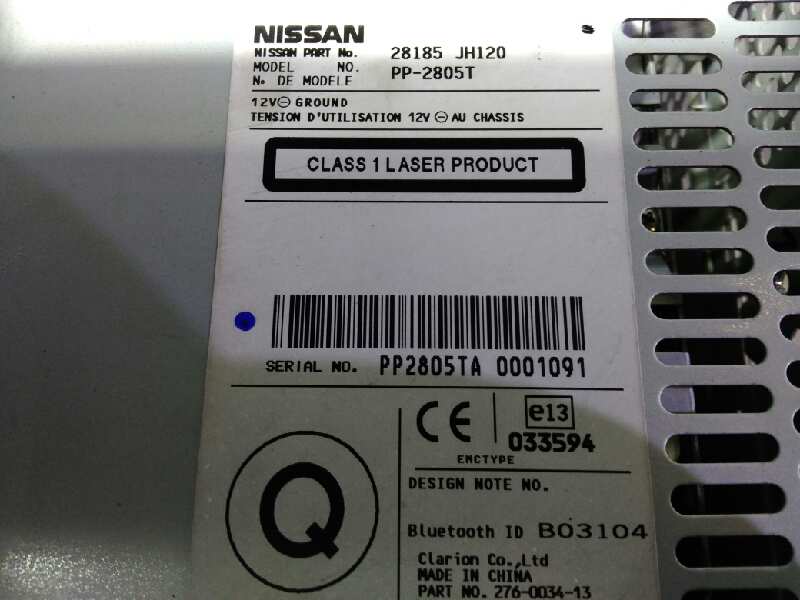 NISSAN
NISSAN PART No. 28185 JH120
MODEL NO. PP-2805T
N. DE MODELE
12V⊖ GROUND
TENSION D'UTILISATION 12V ⊖ AU CHASSIS
CLASS 1 LASER PRODUCT
SERIAL NO. PP2805TA 0001091
CE e13
033594
EMCTYPE
Q
DESIGN NOTE NO.
Bluetooth ID B03104
Clarion Co.,Ltd
MADE IN CHINA
PART NO. 276-0034-13